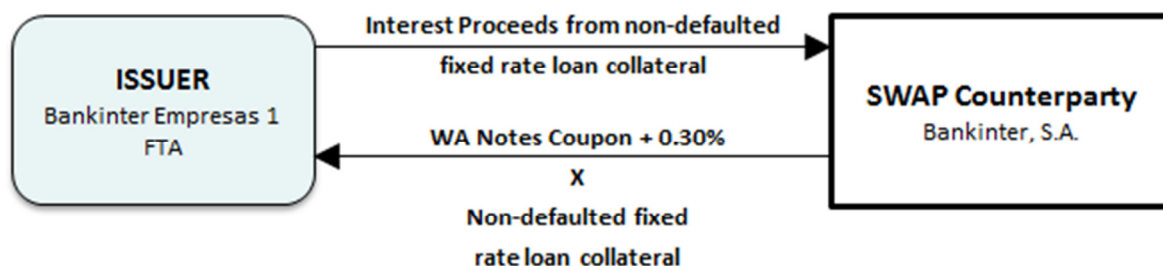 ISSUER
Bankinter Empresas 1
FTA
Interest Proceeds from non-defaulted
fixed rate loan collateral
WA Notes Coupon + 0.30%
X
Non-defaulted fixed
rate loan collateral
SWAP Counterparty
Bankinter, S.A.